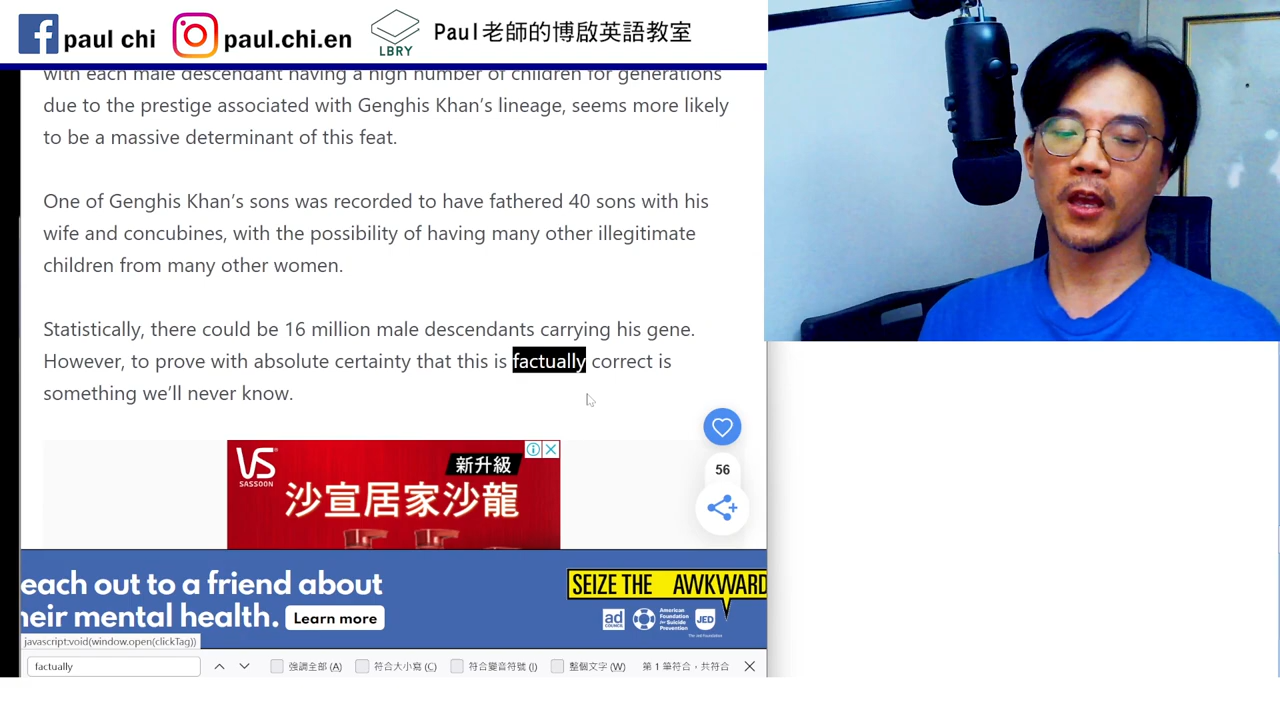 paul chi
paul.chi.en
LBRY
Paul老師的博啟英語教室
with each male descendant having a high number of children for generations
due to the prestige associated with Genghis Khan's lineage, seems more likely
to be a massive determinant of this feat.
One of Genghis Khan's sons was recorded to have fathered 40 sons with his
wife and concubines, with the possibility of having many other illegitimate
children from many other women.
Statistically, there could be 16 million male descendants carrying his gene.
However, to prove with absolute certainty that this is factually correct is
something we'll never know.
56
VS
SASSOON
新升級
沙宣居家沙龍
each out to a friend about
heir mental health. Learn more
SEIZE THE AWKWARD
ad
COUNCIL
American
Foundation
for Suicide
Prevention
JED
The Jed Foundation
javascript:void(window.open(clickTag))
factually
強調全部 (A)
符合大小寫 (C)
符合變音符號 (I)
整個文字 (W)
第 1 筆符合，共符合